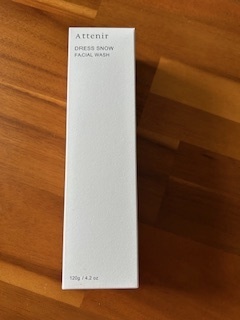 Attenir
DRESS SNOW
FACIAL WASH
120g / 4.2 oz